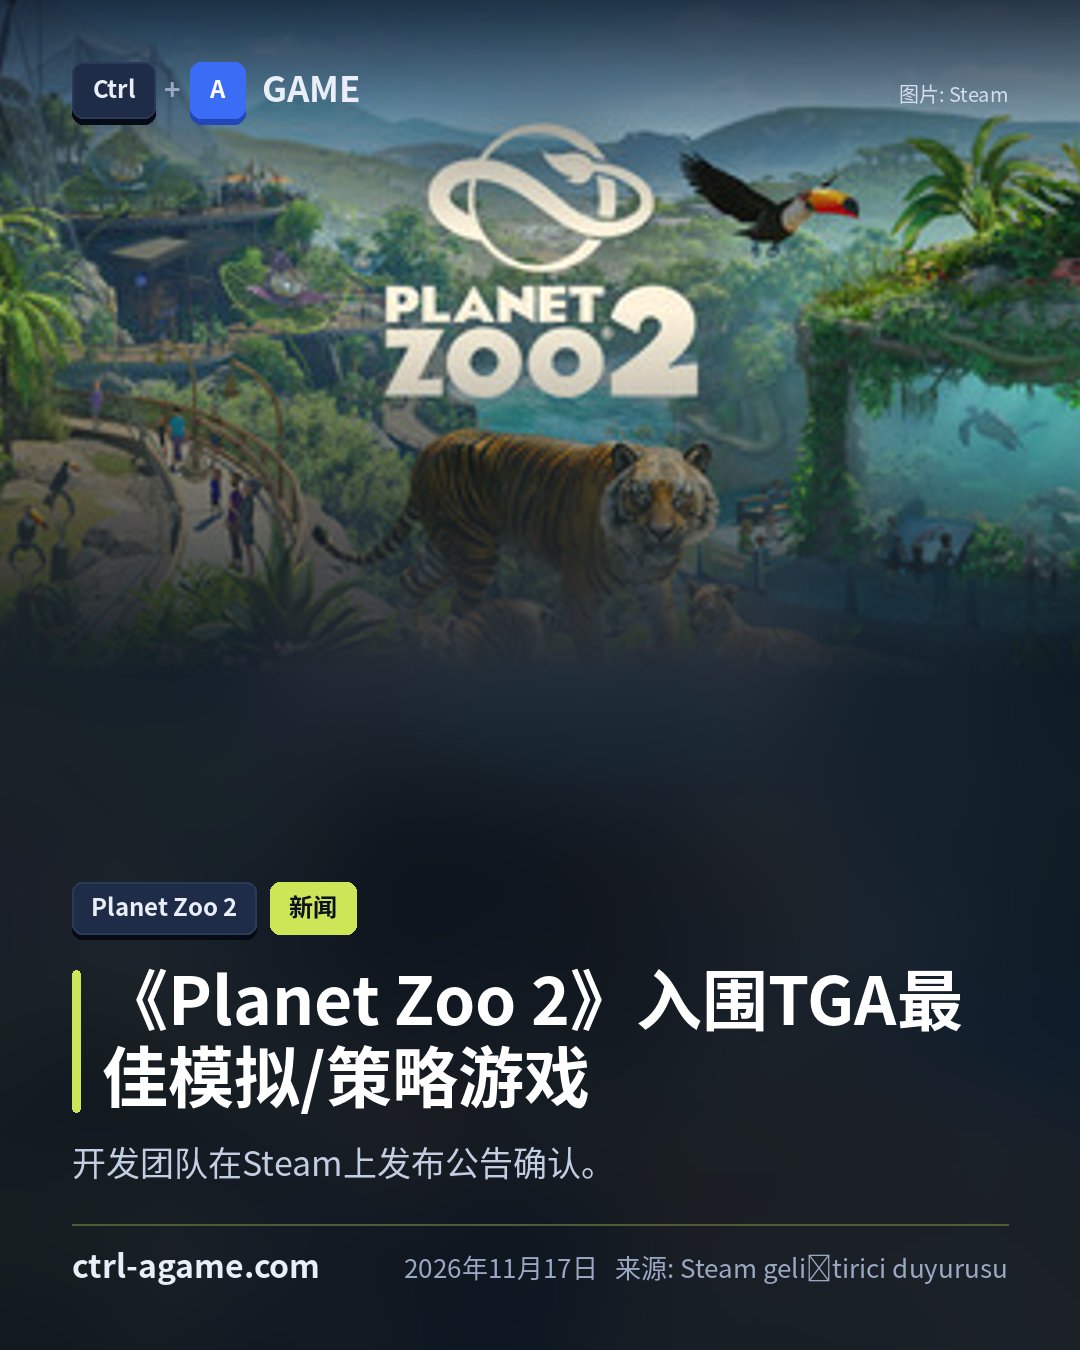 Ctrl + A GAME
图片: Steam
PLANET
ZOO 2
Planet Zoo 2
新闻
《Planet Zoo 2》入围TGA最
佳模拟/策略游戏
开发团队在Steam上发布公告确认。
ctrl-agame.com
2026年11月17日 来源: Steam geli☒tirici duyurusu